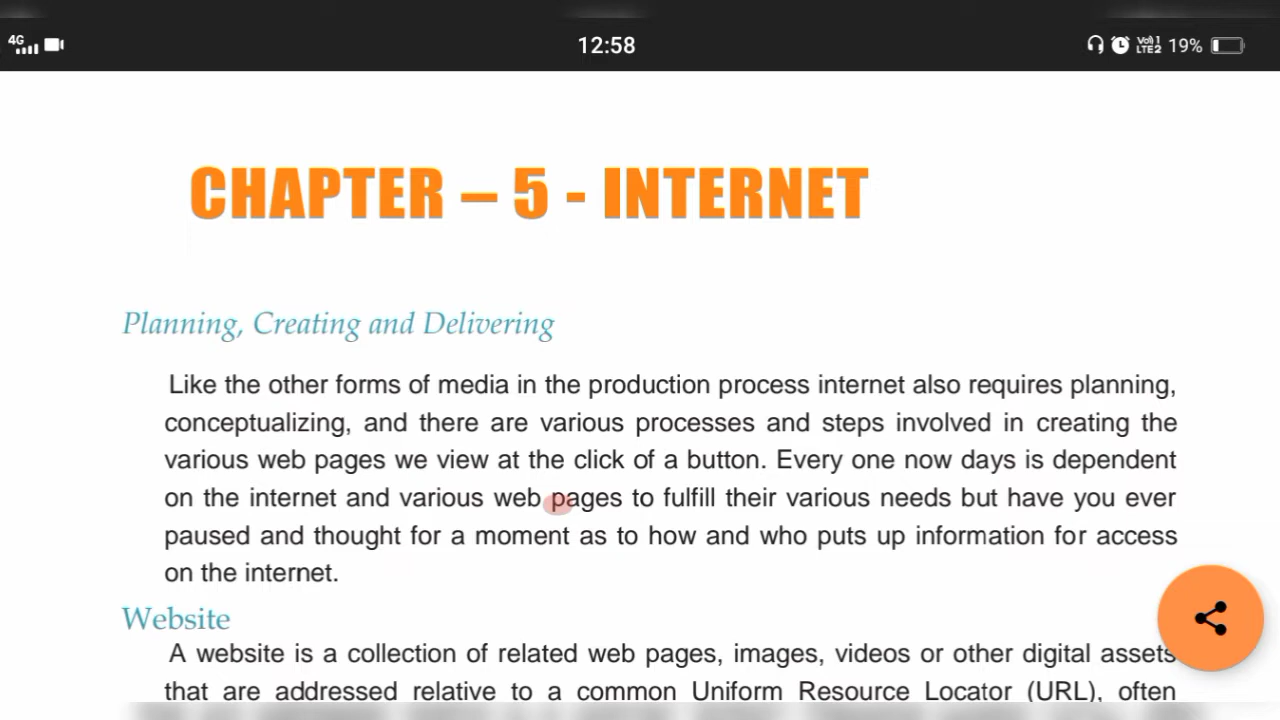 4G
12:58
Vol) 1
LTE2
19%
CHAPTER – 5 - INTERNET
Planning, Creating and Delivering
Like the other forms of media in the production process internet also requires planning,
conceptualizing, and there are various processes and steps involved in creating the
various web pages we view at the click of a button. Every one now days is dependent
on the internet and various web pages to fulfill their various needs but have you ever
paused and thought for a moment as to how and who puts up information for access
on the internet.
Website
A website is a collection of related web pages, images, videos or other digital assets
that are addressed relative to a common Uniform Resource Locator (URL), often